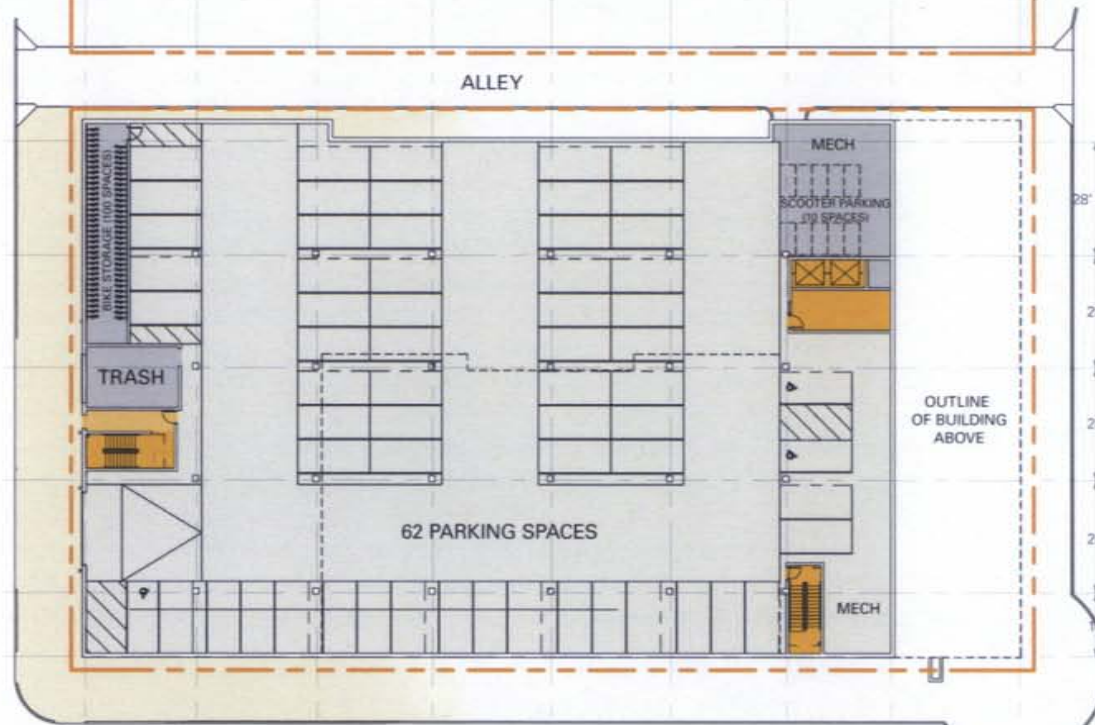 ALLEY
BIKE STORAGE (100 SPACES)
MECH
SCOOTER PARKING
(10 SPACES)
28'
TRASH
OUTLINE
OF BUILDING
ABOVE
62 PARKING SPACES
MECH